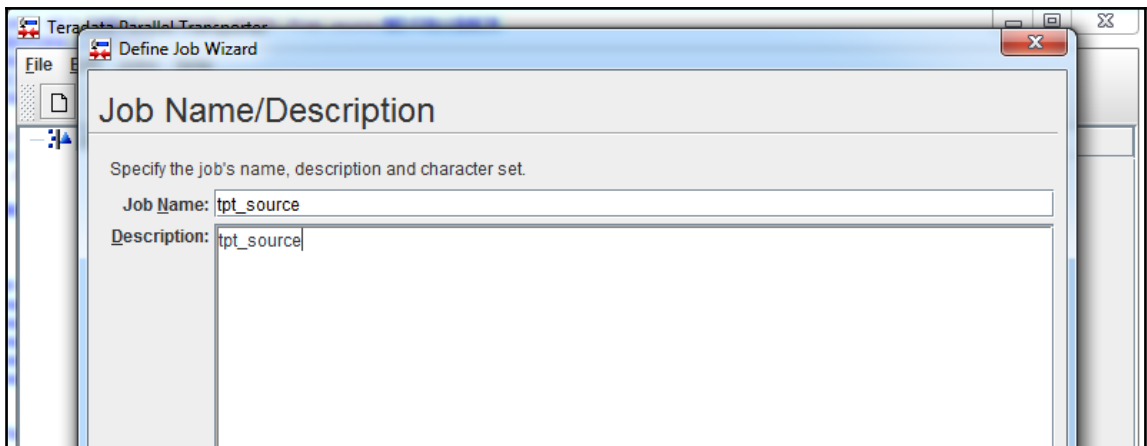 Teradata Parallel Transporter
Define Job Wizard
File
Job Name/Description
Specify the job's name, description and character set.
Job Name: tpt_source
Description: tpt_source